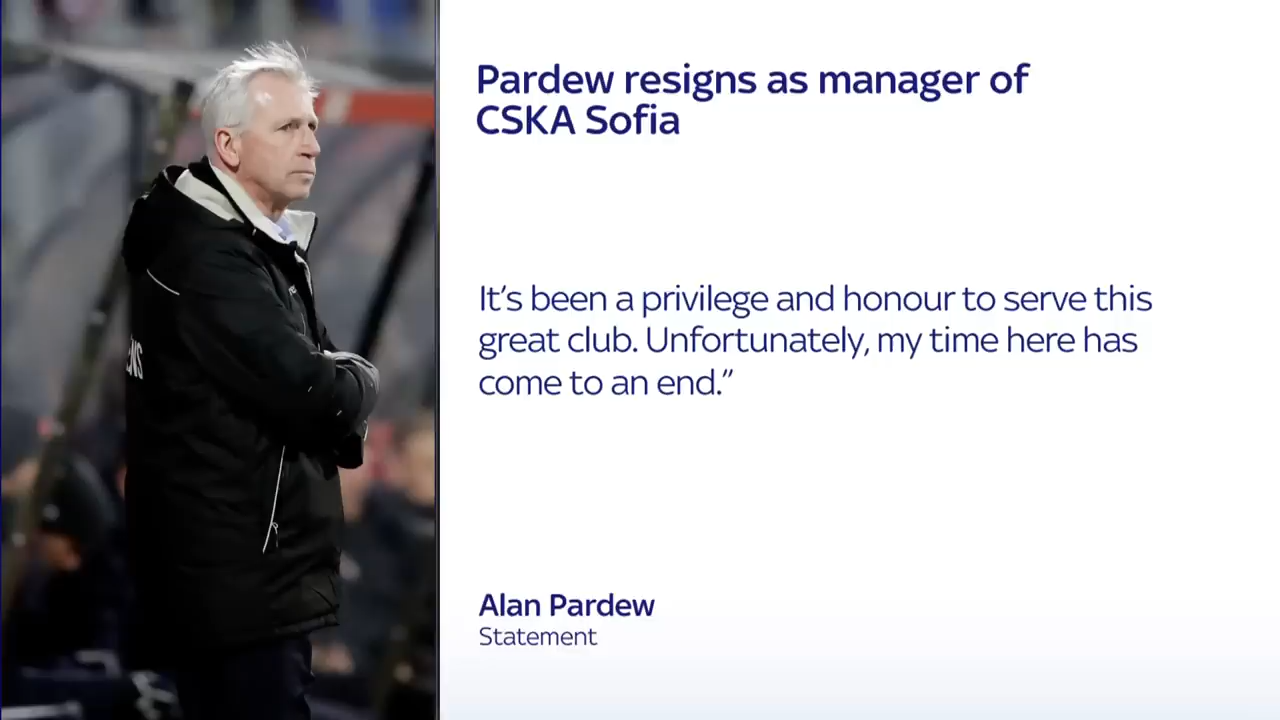 Pardew resigns as manager of
CSKA Sofia
It's been a privilege and honour to serve this
great club. Unfortunately, my time here has
come to an end.”
Alan Pardew
Statement